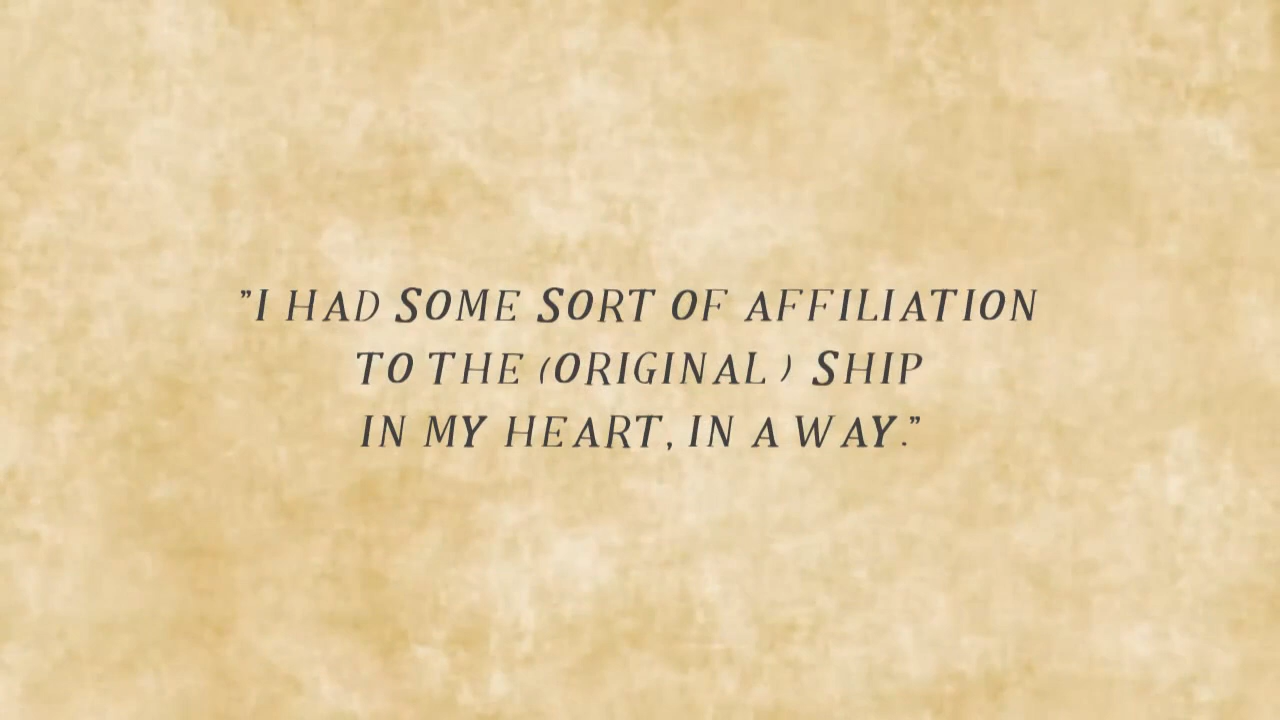 ”I HAD SOME SORT OF AFFILIATION
TO THE (ORIGINAL ) SHIP
IN MY HEART, IN A WAY.”